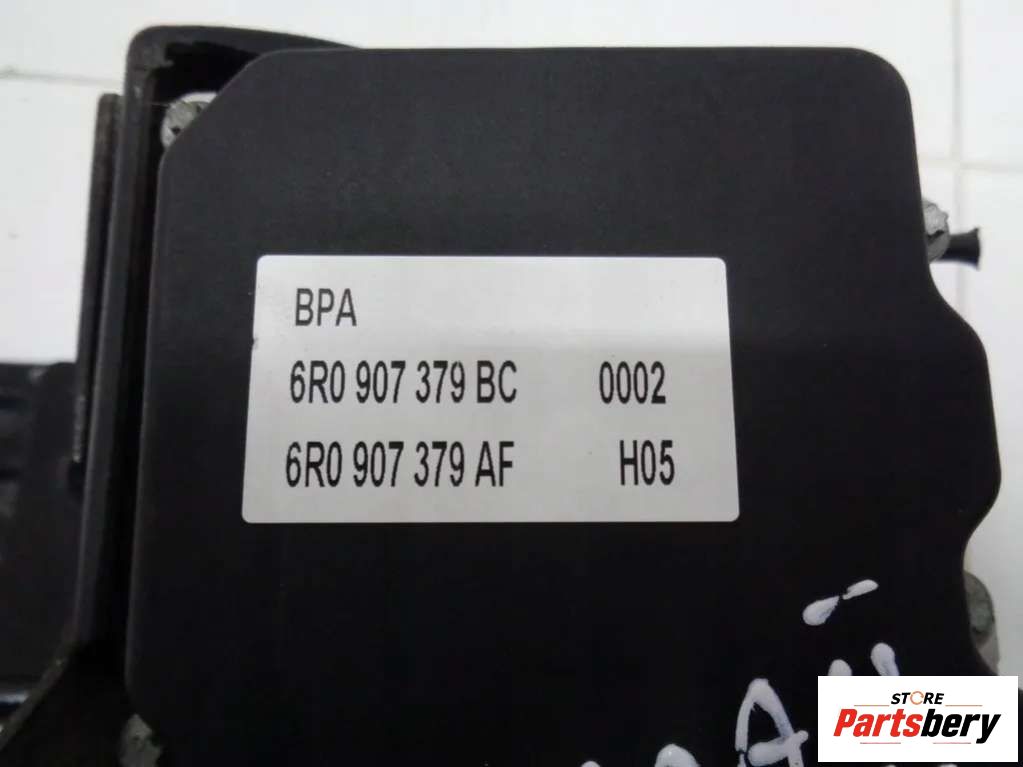 BPA
6R0 907 379 BC 0002
6R0 907 379 AF H05
STORE
Partsbery